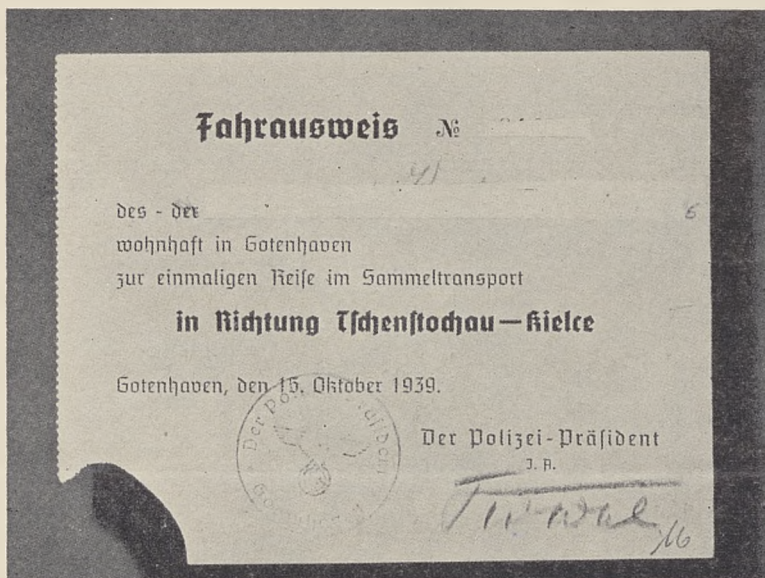 Fahrausweis №
des - der
wohnhaft in Gotenhaven
zur einmaligen Reise im Sammeltransport
in Richtung Tschenstochau—Kielce
Gotenhaven, den 15. Oktober 1939.
Der Polizei-Präsident
J. A.